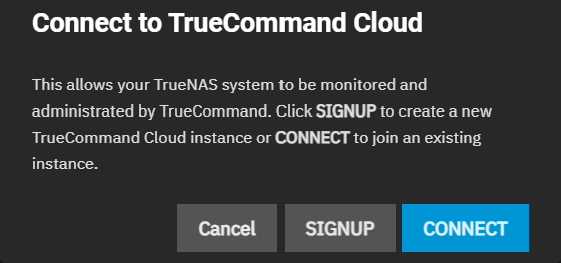 Connect to TrueCommand Cloud
This allows your TrueNAS system to be monitored and
administrated by TrueCommand. Click SIGNUP to create a new
TrueCommand Cloud instance or CONNECT to join an existing
instance.
Cancel SIGNUP CONNECT